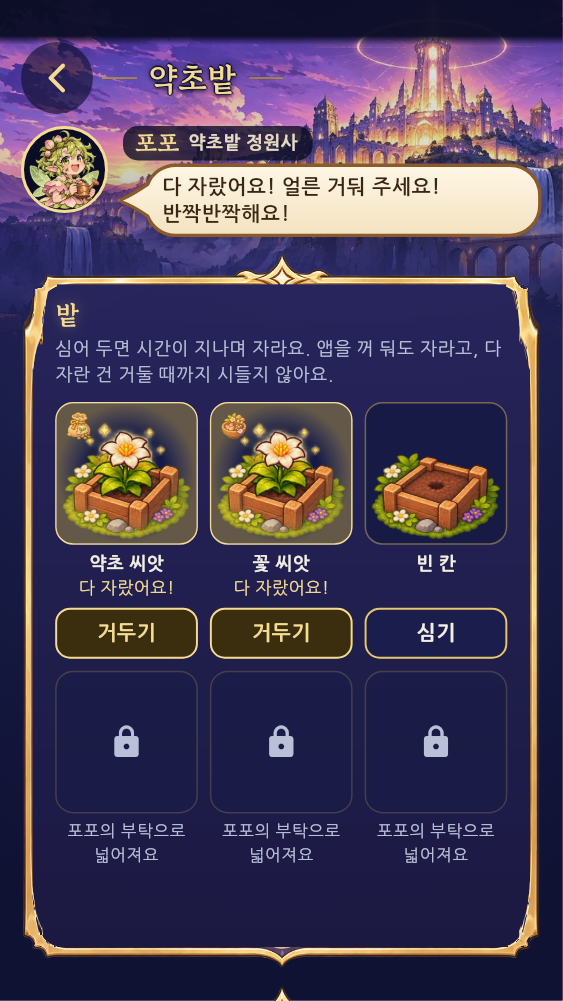 약초밭
포포 약초밭 정원사
다 자랐어요! 얼른 거둬 주세요!
반짝반짝해요!
밭
심어 두면 시간이 지나며 자라요. 앱을 꺼 둬도 자라고, 다
자란 건 거둘 때까지 시들지 않아요.
약초 씨앗 꽃 씨앗 빈 칸
다 자랐어요! 다 자랐어요!
거두기 거두기 심기
포포의 부탁으로 포포의 부탁으로 포포의 부탁으로
넓어져요 넓어져요 넓어져요